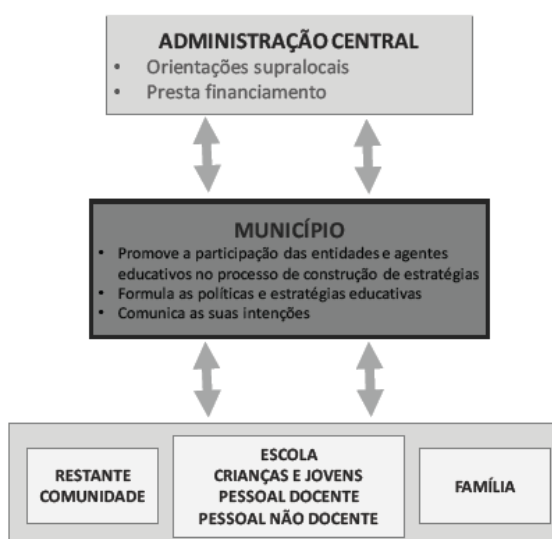 ADMINISTRAÇÃO CENTRAL
• Orientações supralocais
• Presta financiamento
MUNICÍPIO
• Promove a participação das entidades e agentes
educativos no processo de construção de estratégias
• Formula as políticas e estratégias educativas
• Comunica as suas intenções
RESTANTE
COMUNIDADE
ESCOLA
CRIANÇAS E JOVENS
PESSOAL DOCENTE
PESSOAL NÃO DOCENTE
FAMÍLIA